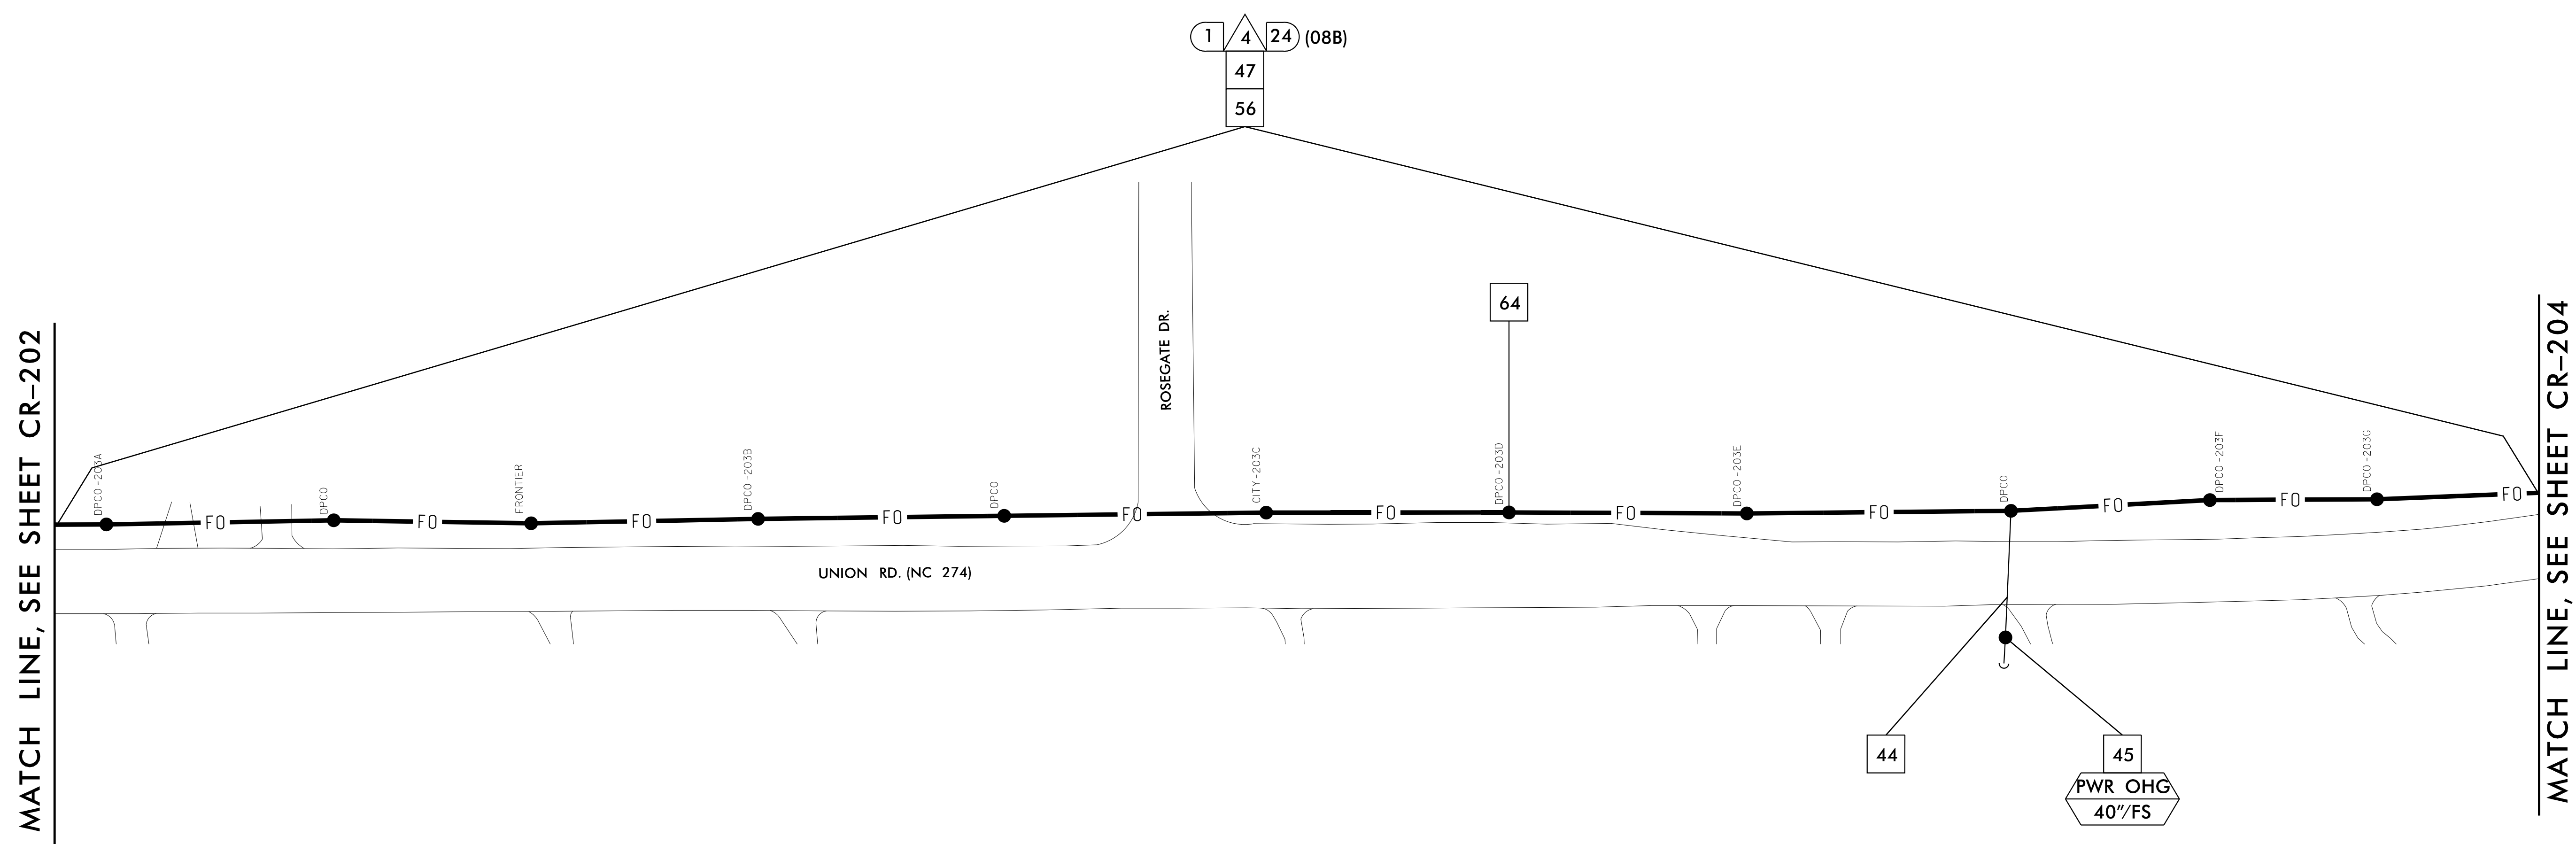 1 4 24 (08B)
47
56
64
ROSEGATE DR.
MATCH LINE, SEE SHEET CR-202
MATCH LINE, SEE SHEET CR-204
DPCO-203A
DPCO
FRONTIER
DPCO-203B
DPCO
CITY-203C
DPCO-203D
DPCO-203E
DPCO
DPCO-203F
DPCO-203G
FO FO FO FO FO FO FO FO FO FO FO
UNION RD. (NC 274)
44
45
PWR OHG
40"/FS